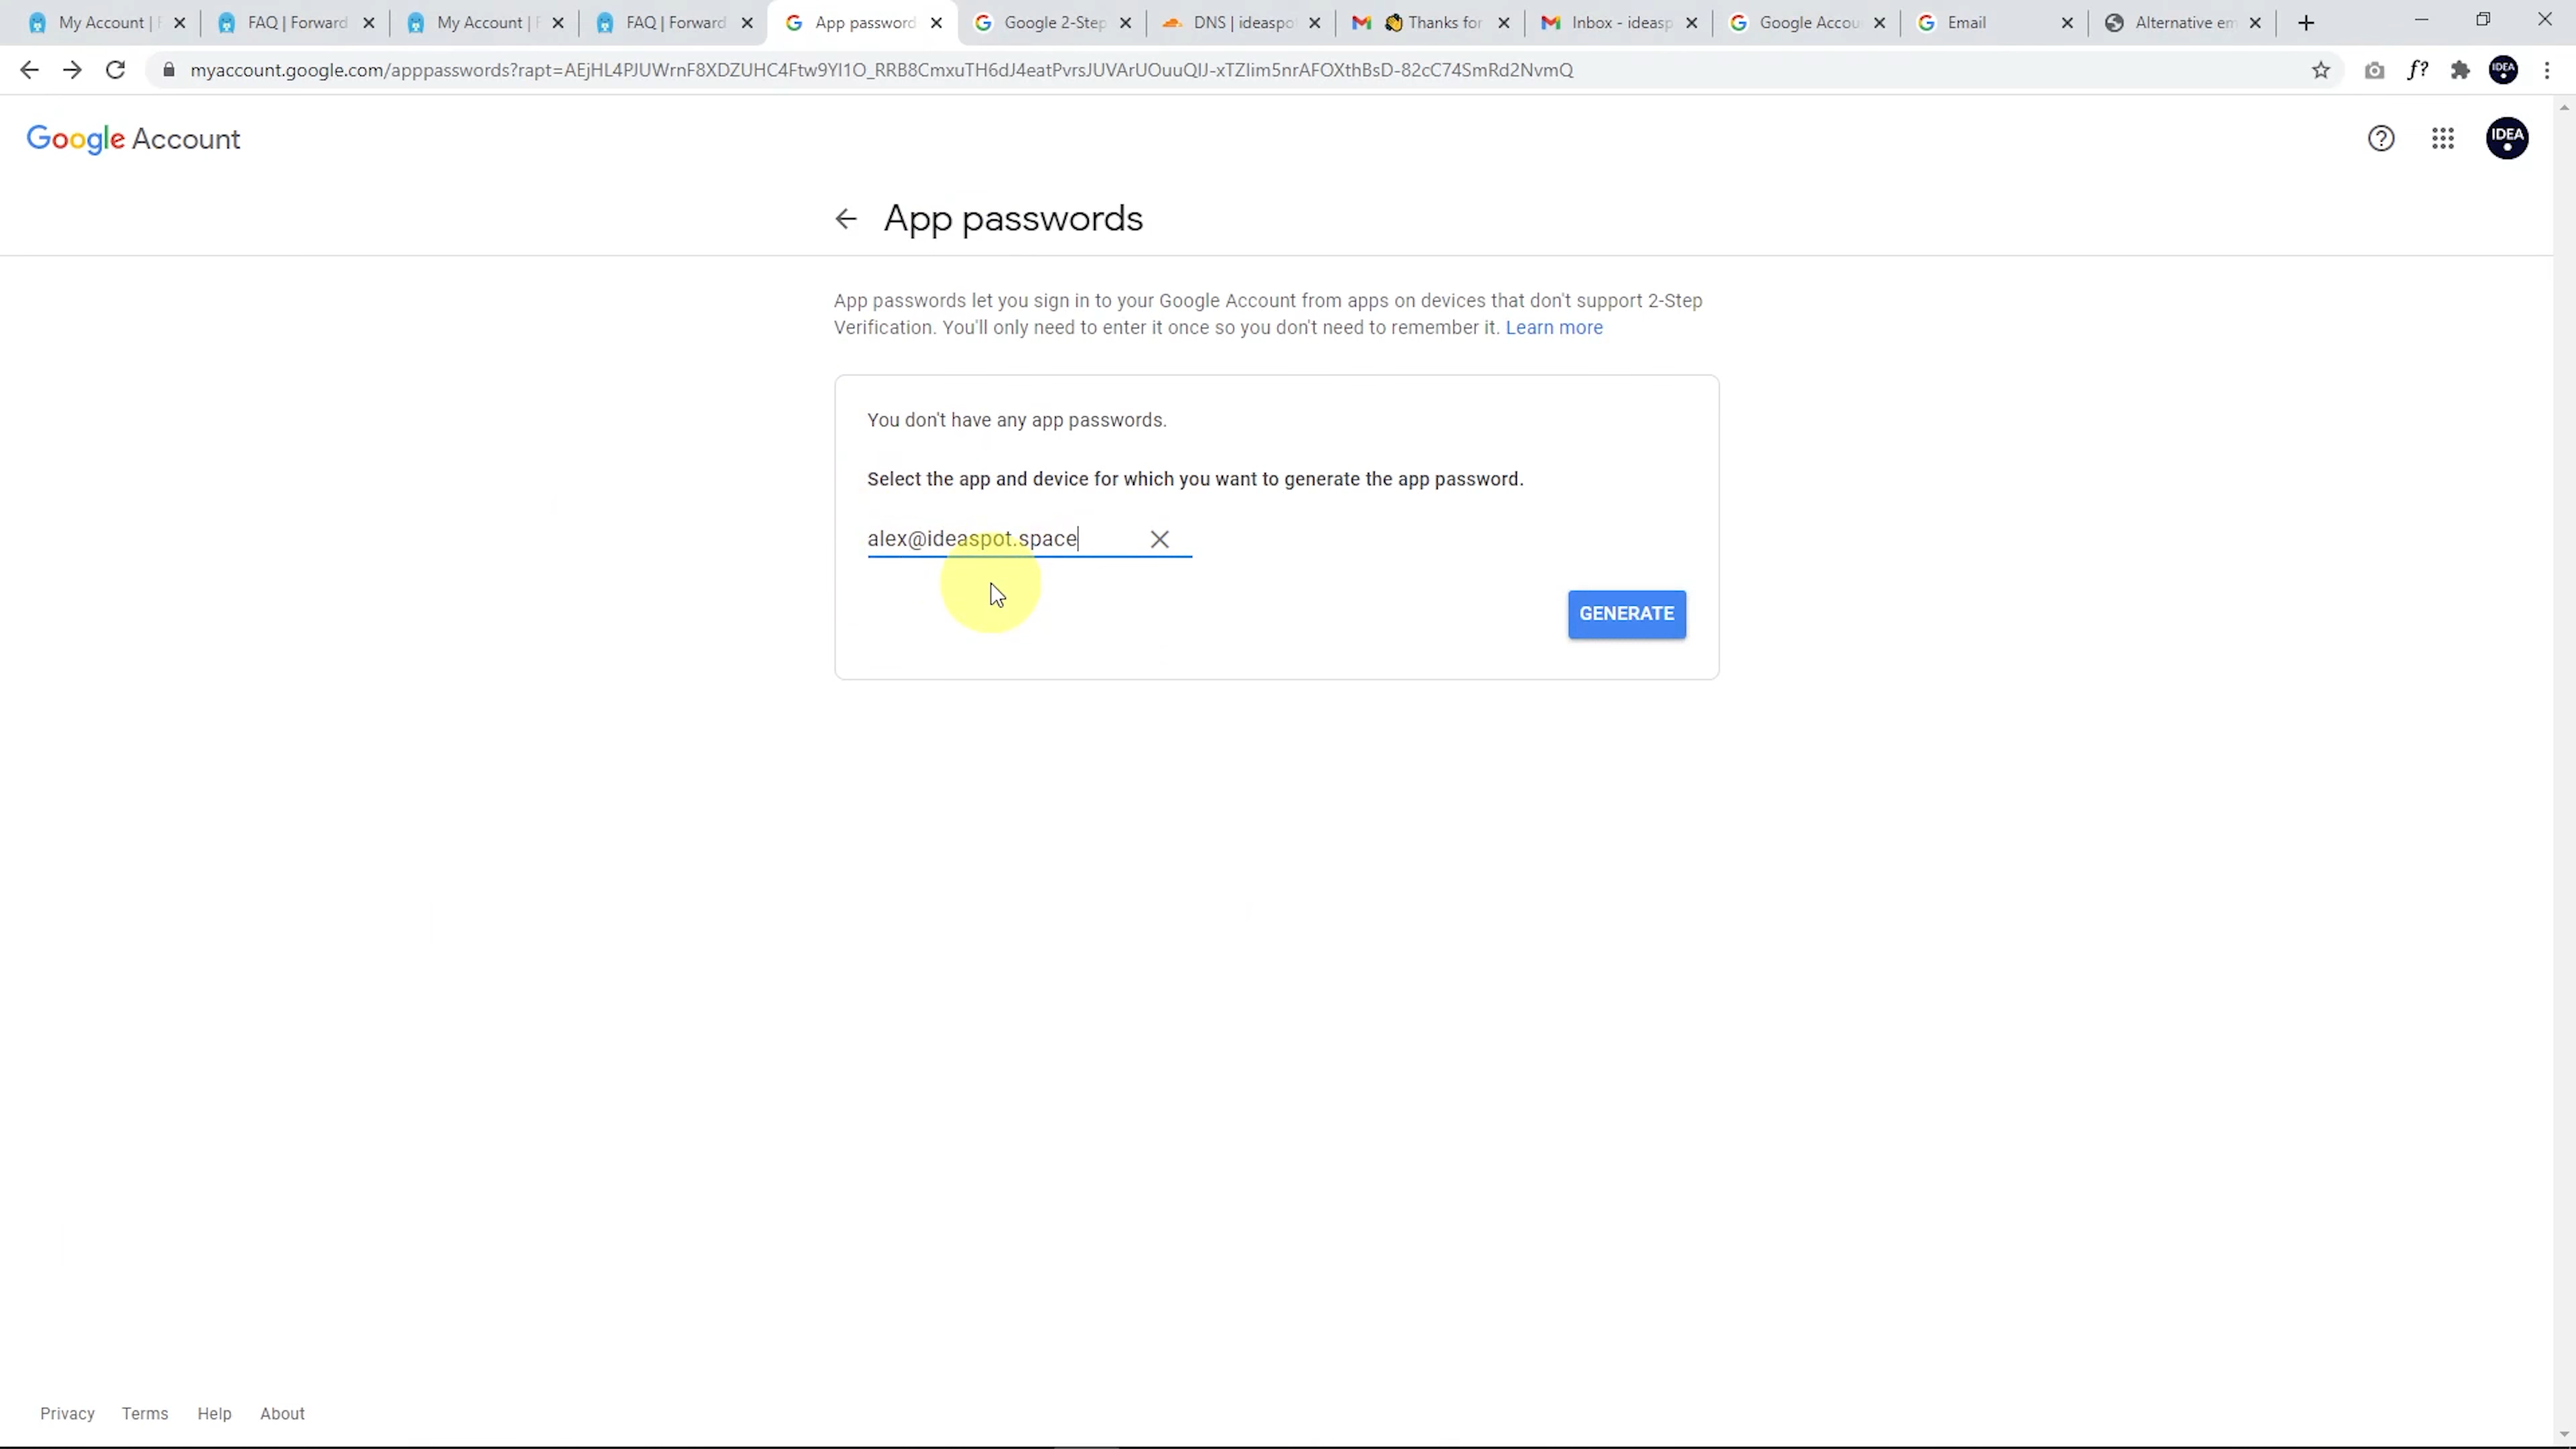 My Account | F
FAQ | Forward
My Account | F
FAQ | Forward
App password
Google 2-Step
DNS | ideaspo
Thanks for
Inbox - ideasp
Google Accou
Email
Alternative em
myaccount.google.com/apppasswords?rapt=AEjHL4PJUWrnF8XDZUHC4Ftw9Yl1O_RRB8CmxuTH6dJ4eatPvrsJUVArUOuuQIJ-xTZIim5nrAFOXthBsD-82cC74SmRd2NvmQ
f?
IDEA
Google Account
IDEA
App passwords
App passwords let you sign in to your Google Account from apps on devices that don't support 2-Step
Verification. You'll only need to enter it once so you don't need to remember it. Learn more
You don't have any app passwords.
Select the app and device for which you want to generate the app password.
alex@ideaspot.space
GENERATE
Privacy Terms Help About